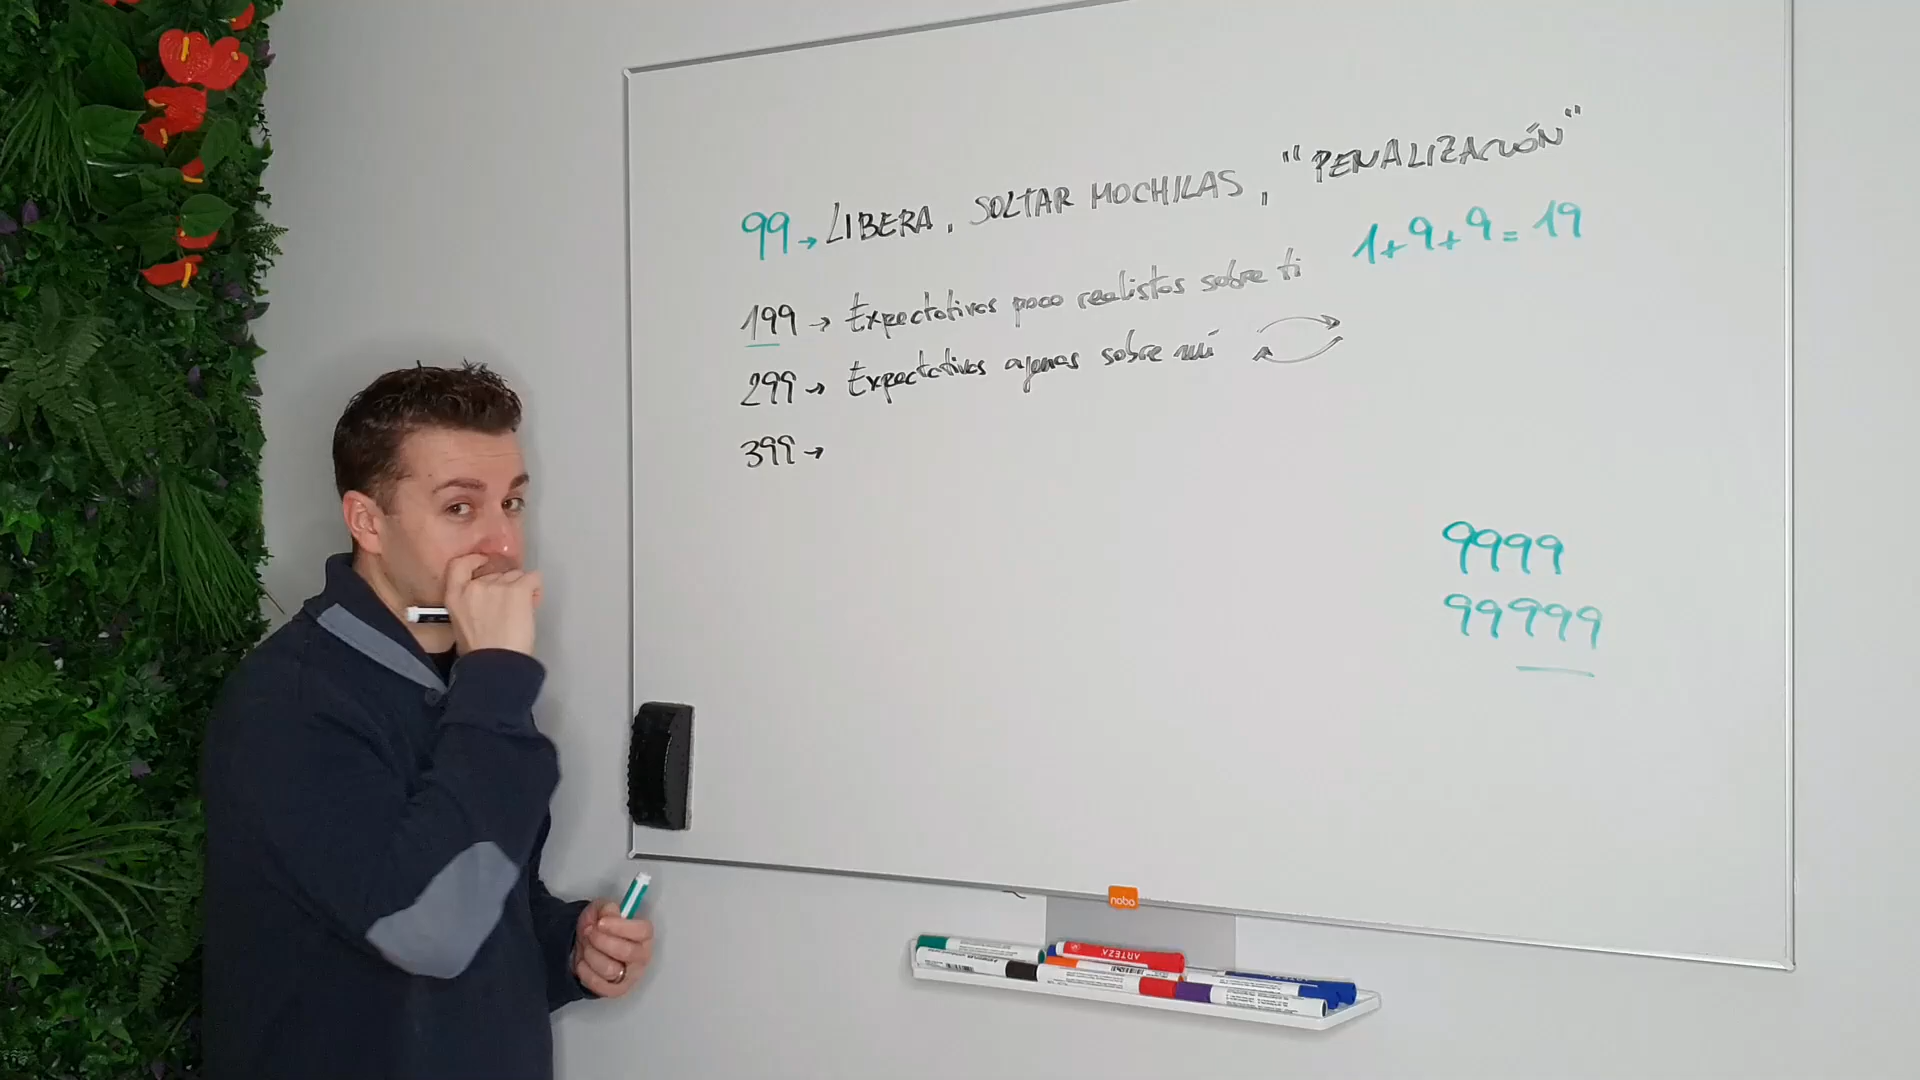 99 → LIBERA, SOLTAR MOCHILAS, "PENALIZACIÓN"
1+9+9=19
199 → Expectativas poco realistas sobre ti
299 → Expectativas ajenas sobre mí
399 →
9999
99999
nobo
ARTEZA